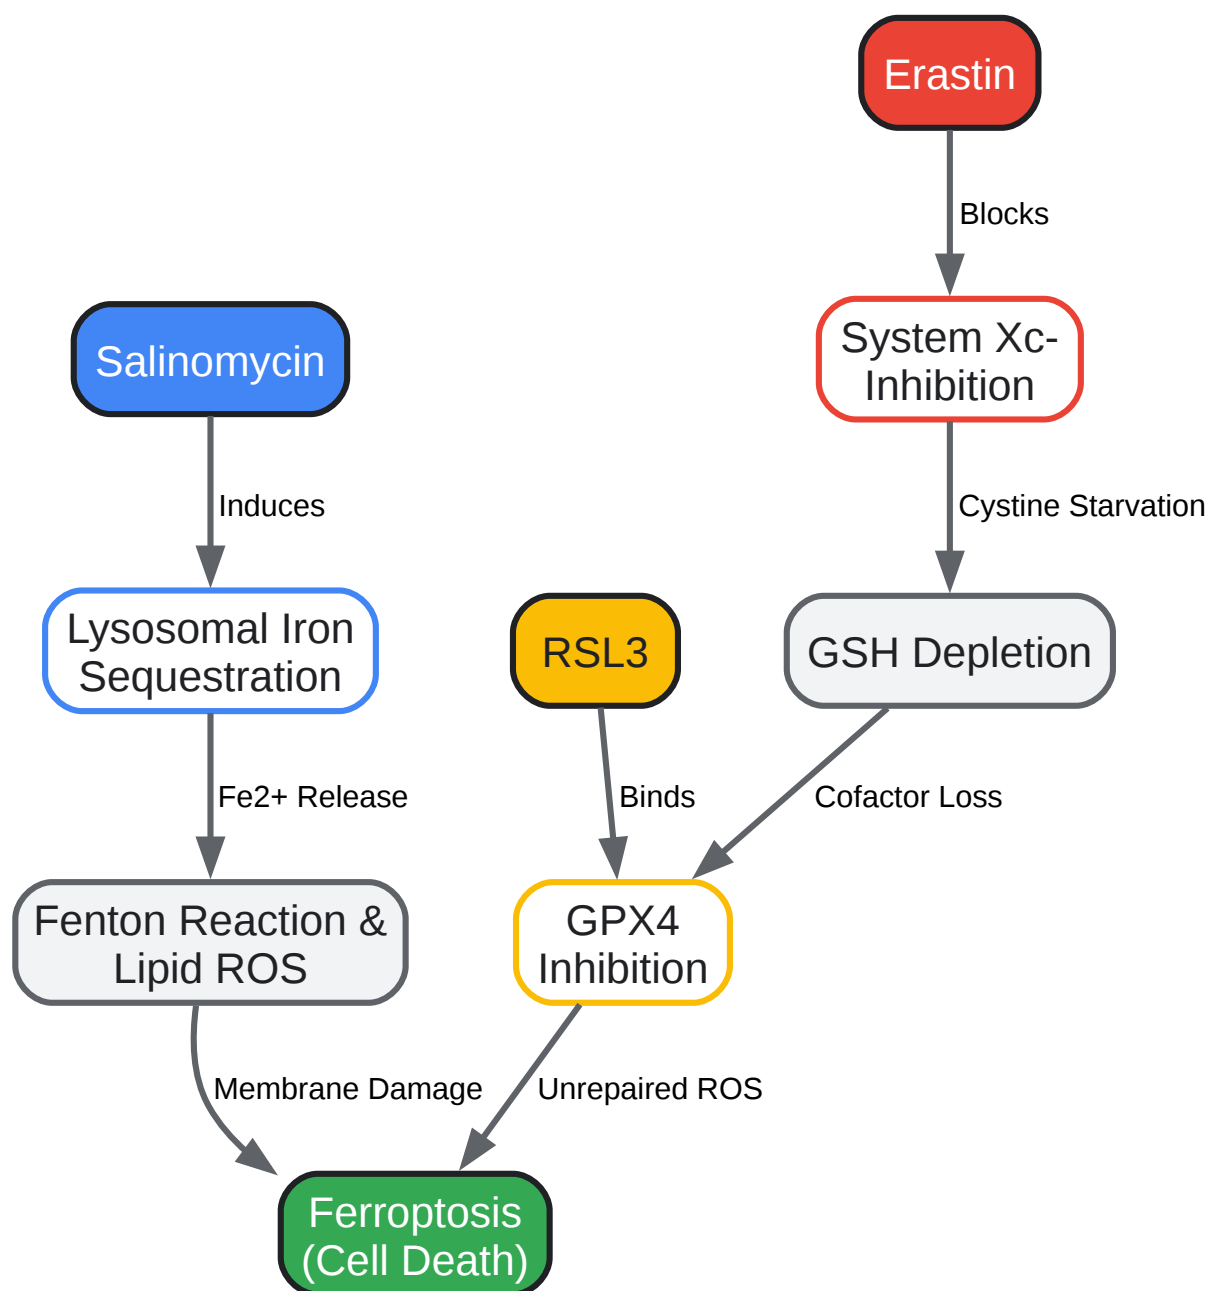 Erastin
Blocks
Salinomycin
System Xc-
Inhibition
Induces
Cystine Starvation
Lysosomal Iron
Sequestration
RSL3
GSH Depletion
Fe2+ Release
Binds
Cofactor Loss
Fenton Reaction &
Lipid ROS
GPX4
Inhibition
Membrane Damage
Unrepaired ROS
Ferroptosis
(Cell Death)